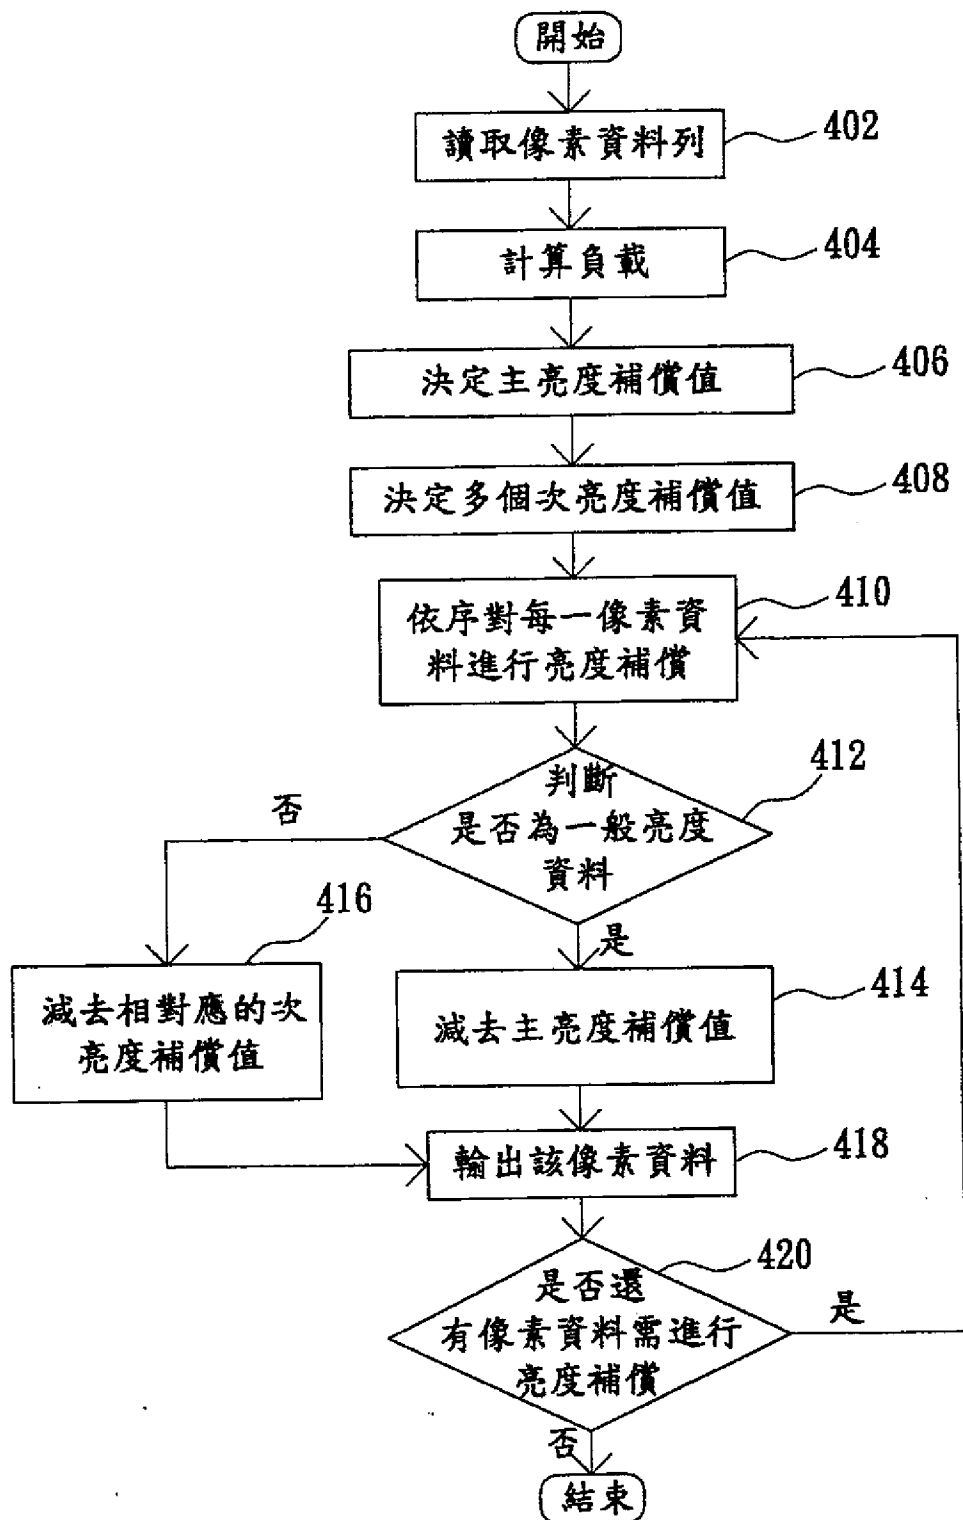 開始
讀取像素資料列
402
計算負載
404
決定主亮度補償值
406
決定多個次亮度補償值
408
依序對每一像素資
料進行亮度補償
410
判斷
是否為一般亮度
資料
412
否
是
416
減去相對應的次
亮度補償值
減去主亮度補償值
414
輸出該像素資料
418
是否還
有像素資料需進行
亮度補償
420
是
否
結束